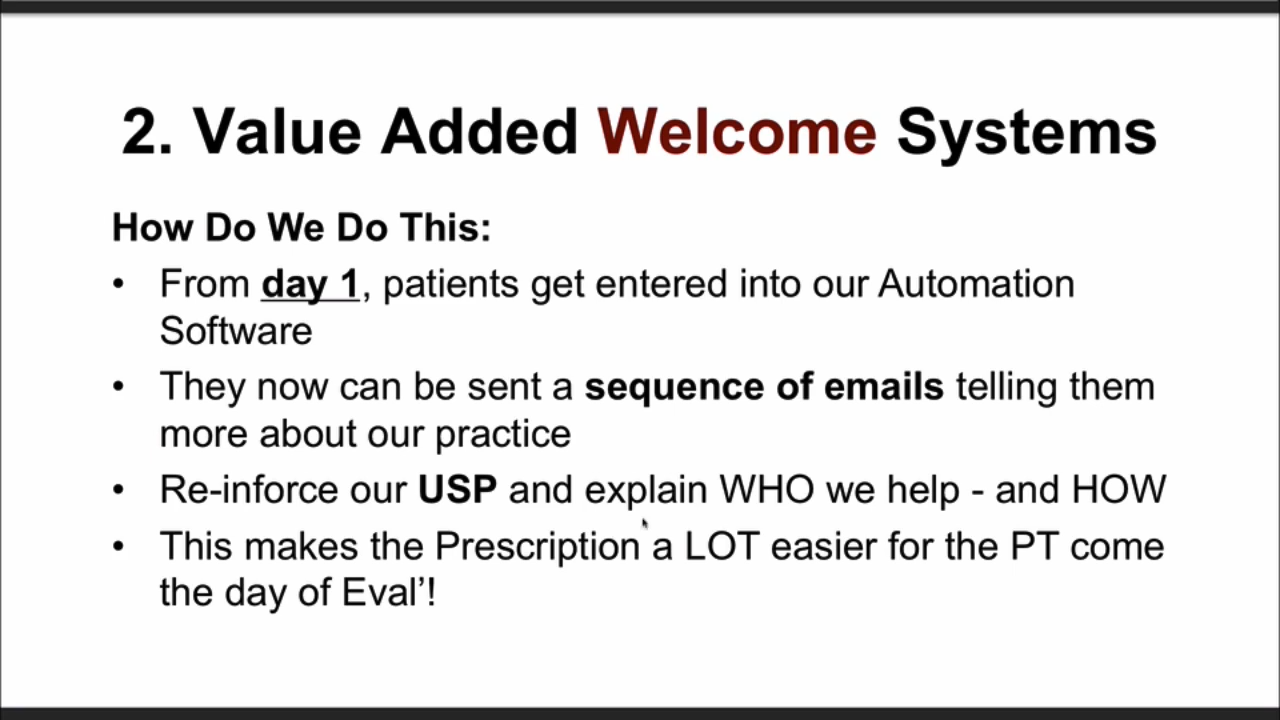 2. Value Added Welcome Systems
How Do We Do This:
• From day 1, patients get entered into our Automation
Software
• They now can be sent a sequence of emails telling them
more about our practice
• Re-inforce our USP and explain WHO we help - and HOW
• This makes the Prescription a LOT easier for the PT come
the day of Eval’!